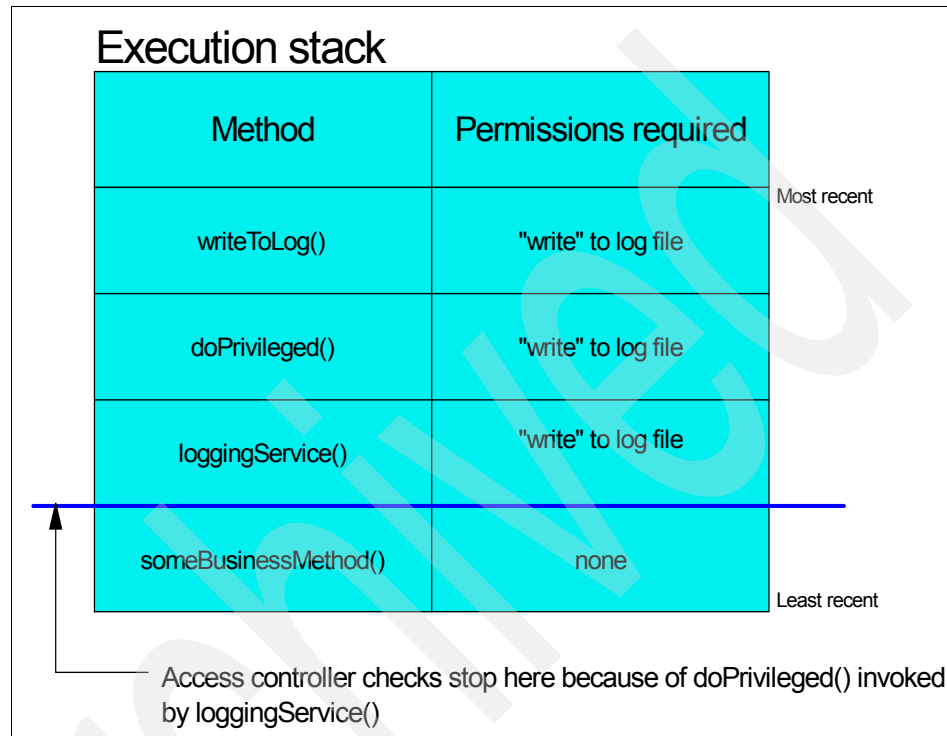 Execution stack
Method Permissions required
Most recent
writeToLog() "write" to log file
doPrivileged() "write" to log file
loggingService() "write" to log file
someBusinessMethod() none
Least recent
Access controller checks stop here because of doPrivileged() invoked
by loggingService()